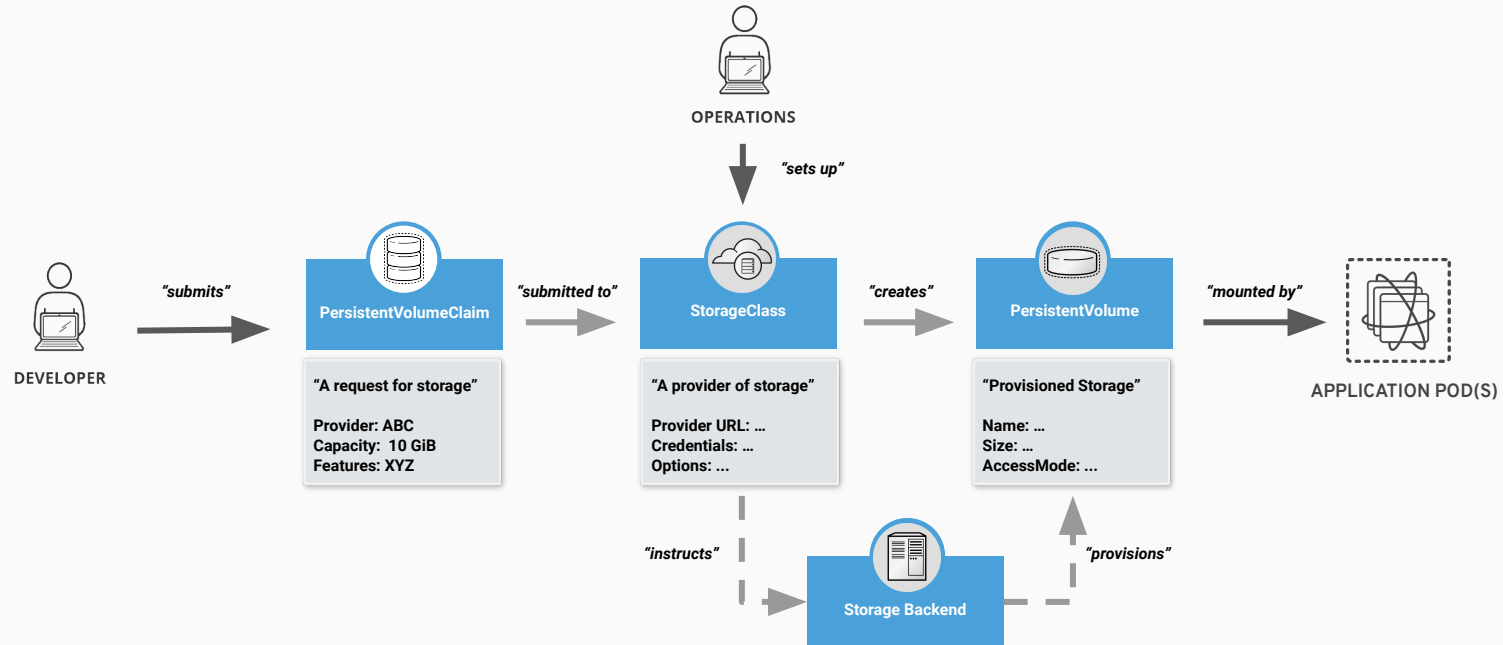 OPERATIONS
“sets up”
DEVELOPER
“submits”
PersistentVolumeClaim
“A request for storage”
Provider: ABC
Capacity:  10 GiB
Features: XYZ
“submitted to”
StorageClass
“A provider of storage”
Provider URL: …
Credentials: …
Options: ...
“creates”
PersistentVolume
“Provisioned Storage”
Name: …
Size: …
AccessMode: ...
“mounted by”
APPLICATION POD(S)
“instructs”
Storage Backend
“provisions”